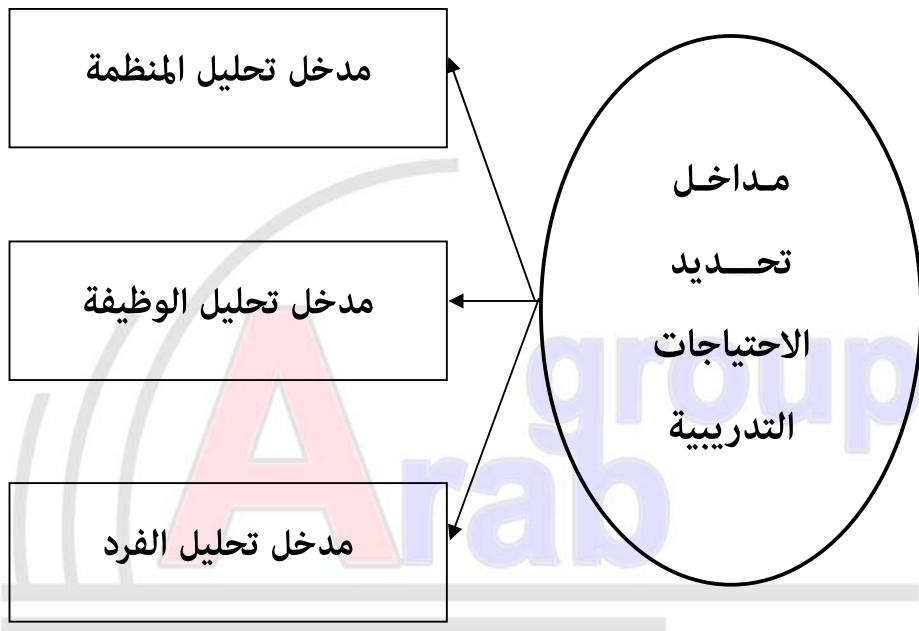 مداخل
تحديد
الاحتياجات
التدريبية
مدخل تحليل المنظمة
مدخل تحليل الوظيفة
مدخل تحليل الفرد
Arab
group